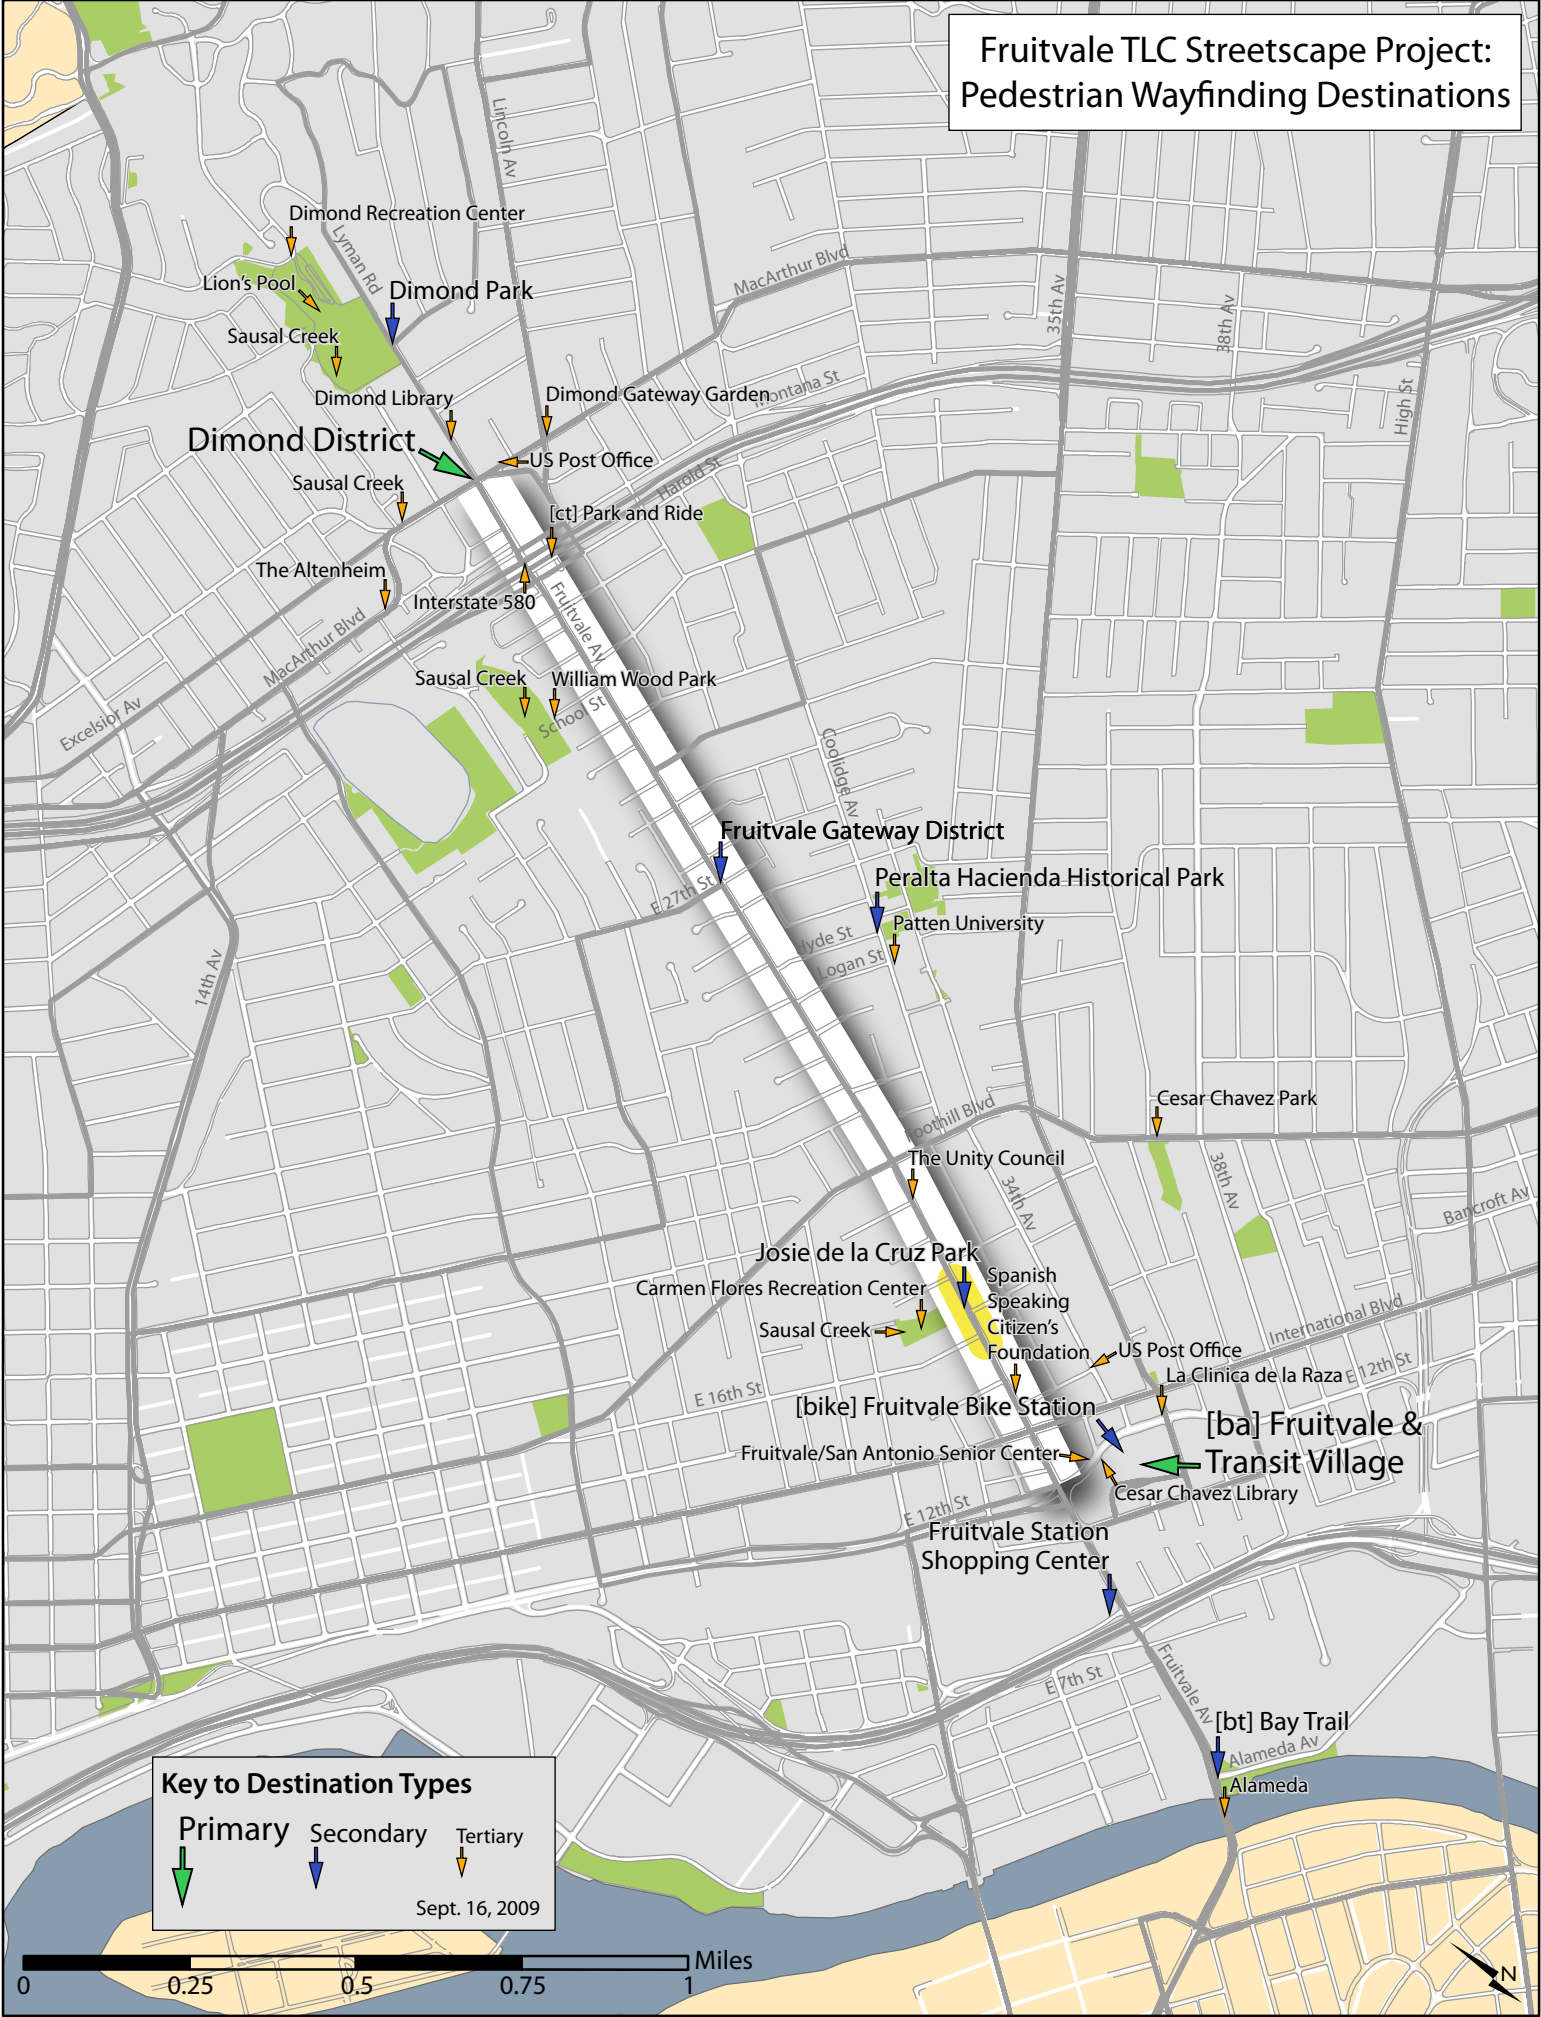 Fruitvale TLC Streetscape Project:
Pedestrian Wayfinding Destinations
Lincoln Av
Dimond Recreation Center
Lyman Rd
MacArthur Blvd
Lion's Pool
Dimond Park
35th Av
38th Av
Sausal Creek
Montana St
High St
Dimond Library
Dimond Gateway Garden
Dimond District
US Post Office
Harold St
Sausal Creek
[ct] Park and Ride
The Altenheim
Interstate 580
Fruitvale Av
MacArthur Blvd
Sausal Creek
William Wood Park
School St
Excelsior Av
Coolidge Av
Fruitvale Gateway District
E 27th St
Peralta Hacienda Historical Park
Patten University
Hyde St
Logan St
14th Av
Foothill Blvd
Cesar Chavez Park
The Unity Council
34th Av
38th Av
Bancroft Av
Josie de la Cruz Park
Carmen Flores Recreation Center
Spanish
Speaking
Citizen's
Foundation
Sausal Creek
International Blvd
US Post Office
La Clinica de la Raza
E 12th St
E 16th St
[bike] Fruitvale Bike Station
[ba] Fruitvale &
Transit Village
Fruitvale/San Antonio Senior Center
Cesar Chavez Library
E 12th St
Fruitvale Station
Shopping Center
E 7th St
Fruitvale Av
[bt] Bay Trail
Alameda Av
Alameda
Key to Destination Types
Primary
Secondary
Tertiary
Sept. 16, 2009
Miles
0 0.25 0.5 0.75 1
N